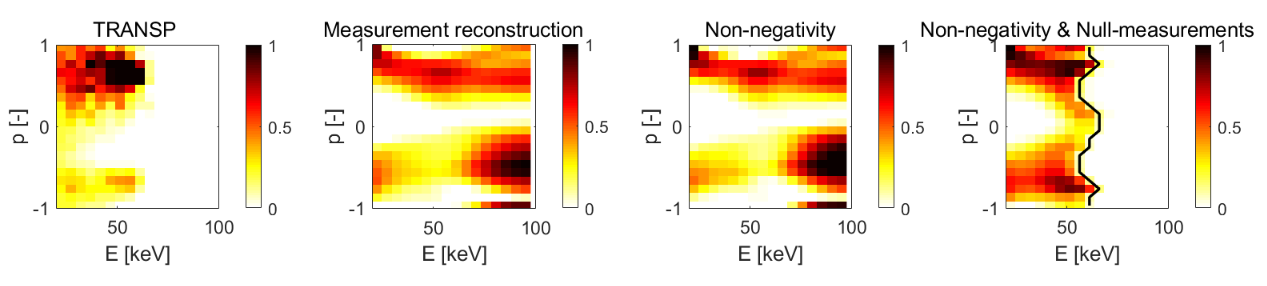 TRANSP
1
0
-1
p [-]
50
100
E [keV]
1
0.5
0
Measurement reconstruction
1
0
-1
p [-]
50
100
E [keV]
1
0.5
0
Non-negativity
1
0
-1
p [-]
50
100
E [keV]
1
0.5
0
Non-negativity & Null-measurements
1
0
-1
p [-]
50
100
E [keV]
1
0.5
0